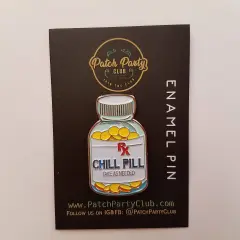 Patch Party
CLUB
ENAMEL PIN
Rx
CHILL PILL
TAKE AS NEEDED
www.PatchPartyClub.com
Follow us on IG&FB: @PatchPartyClub